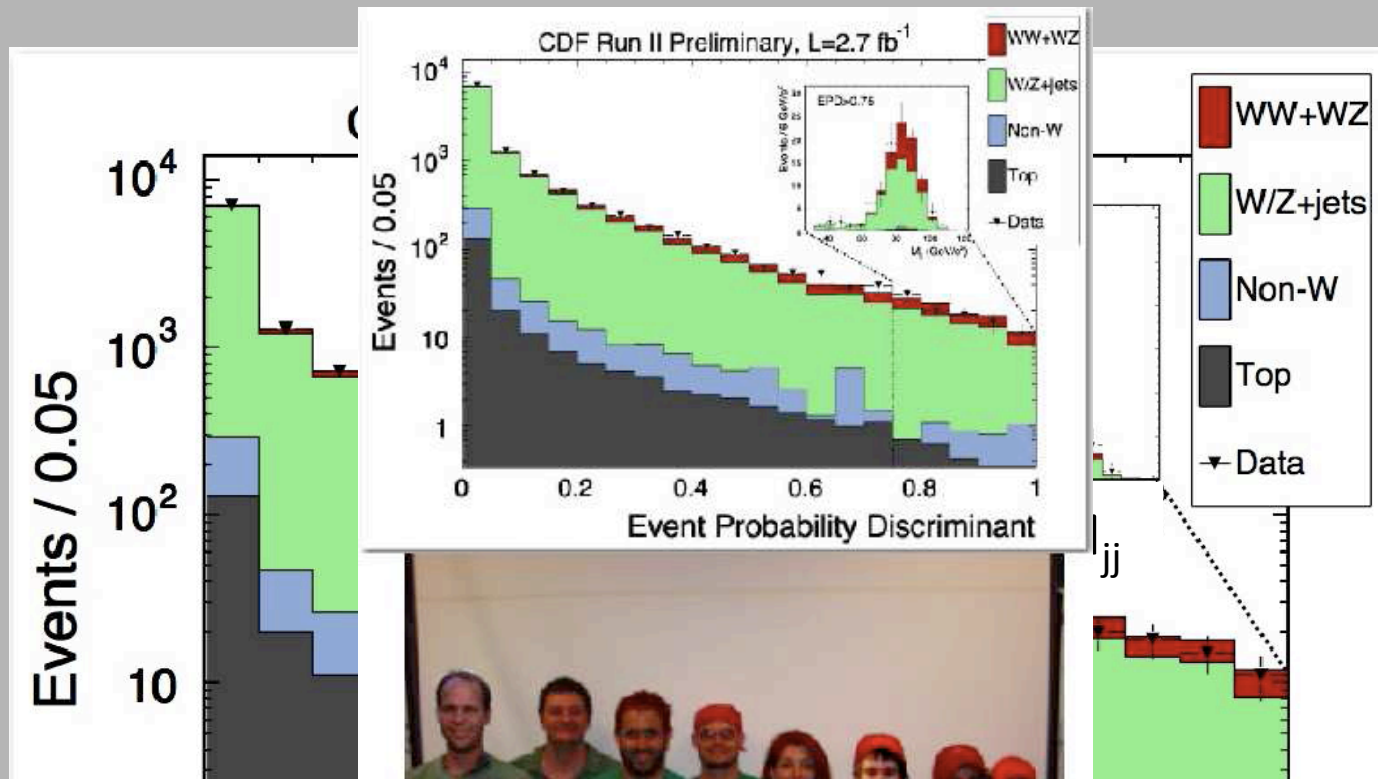 CDF Run II Preliminary, L=2.7 fb⁻¹
WW+WZ
W/Z+jets
Non-W
Top
Data
Events / 0.05
10⁴
10³
10²
10
1
0
0.2
0.4
0.6
0.8
1
Event Probability Discriminant
EPD>0.75
10⁴
10³
10²
10
Events / 0.05
jj
WW+WZ
W/Z+jets
Non-W
Top
Data